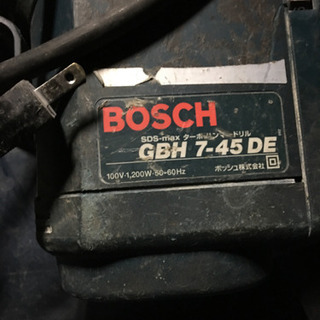 BOSCH
SDS-max ターボハンマードリル
GBH 7-45 DE
100V-1,200W-50-60Hz
ボッシュ株式会社